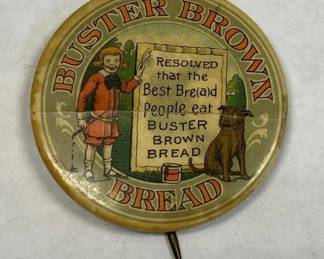 BUSTER BROWN
RESOLVED
that the
Best Bre(a)d
People eat
BUSTER
BROWN
BREAD
BREAD